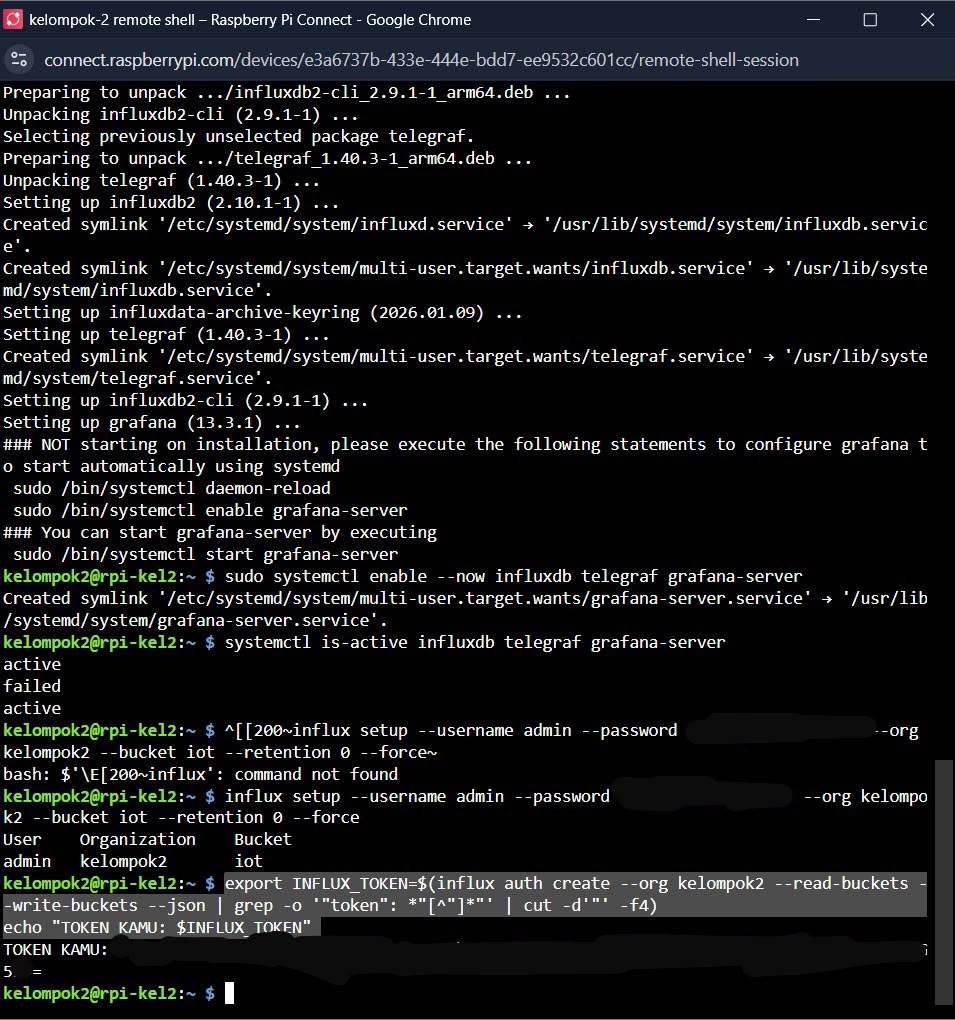 kelompok-2 remote shell – Raspberry Pi Connect - Google Chrome
connect.raspberrypi.com/devices/e3a6737b-433e-444e-bdd7-ee9532c601cc/remote-shell-session
Preparing to unpack .../influxdb2-cli_2.9.1-1_arm64.deb ...
Unpacking influxdb2-cli (2.9.1-1) ...
Selecting previously unselected package telegraf.
Preparing to unpack .../telegraf_1.40.3-1_arm64.deb ...
Unpacking telegraf (1.40.3-1) ...
Setting up influxdb2 (2.10.1-1) ...
Created symlink '/etc/systemd/system/influxd.service' → '/usr/lib/systemd/system/influxdb.servic
e'.
Created symlink '/etc/systemd/system/multi-user.target.wants/influxdb.service' → '/usr/lib/syste
md/system/influxdb.service'.
Setting up influxdata-archive-keyring (2026.01.09) ...
Setting up telegraf (1.40.3-1) ...
Created symlink '/etc/systemd/system/multi-user.target.wants/telegraf.service' → '/usr/lib/syste
md/system/telegraf.service'.
Setting up influxdb2-cli (2.9.1-1) ...
Setting up grafana (13.3.1) ...
### NOT starting on installation, please execute the following statements to configure grafana t
o start automatically using systemd
 sudo /bin/systemctl daemon-reload
 sudo /bin/systemctl enable grafana-server
### You can start grafana-server by executing
 sudo /bin/systemctl start grafana-server
kelompok2@rpi-kel2:~ $ sudo systemctl enable --now influxdb telegraf grafana-server
Created symlink '/etc/systemd/system/multi-user.target.wants/grafana-server.service' → '/usr/lib
/systemd/system/grafana-server.service'.
kelompok2@rpi-kel2:~ $ systemctl is-active influxdb telegraf grafana-server
active
failed
active
kelompok2@rpi-kel2:~ $ ^[[200~influx setup --username admin --password --org
kelompok2 --bucket iot --retention 0 --force~
bash: $'\E[200~influx': command not found
kelompok2@rpi-kel2:~ $ influx setup --username admin --password --org kelompo
k2 --bucket iot --retention 0 --force
User Organization Bucket
admin kelompok2 iot
kelompok2@rpi-kel2:~ $ export INFLUX_TOKEN=$(influx auth create --org kelompok2 --read-buckets -
-write-buckets --json | grep -o '"token": *"[^"]*"' | cut -d'"' -f4)
echo "TOKEN KAMU: $INFLUX_TOKEN"
TOKEN KAMU:
5 =
kelompok2@rpi-kel2:~ $